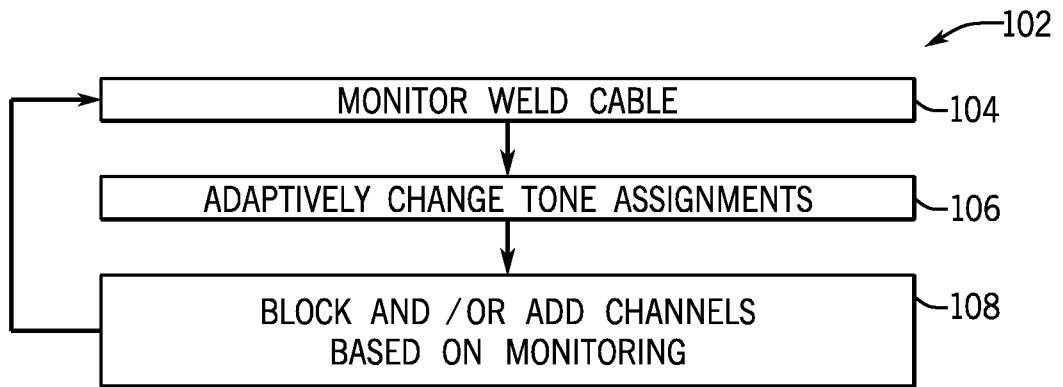 102
MONITOR WELD CABLE
104
ADAPTIVELY CHANGE TONE ASSIGNMENTS
106
BLOCK AND /OR ADD CHANNELS
BASED ON MONITORING
108